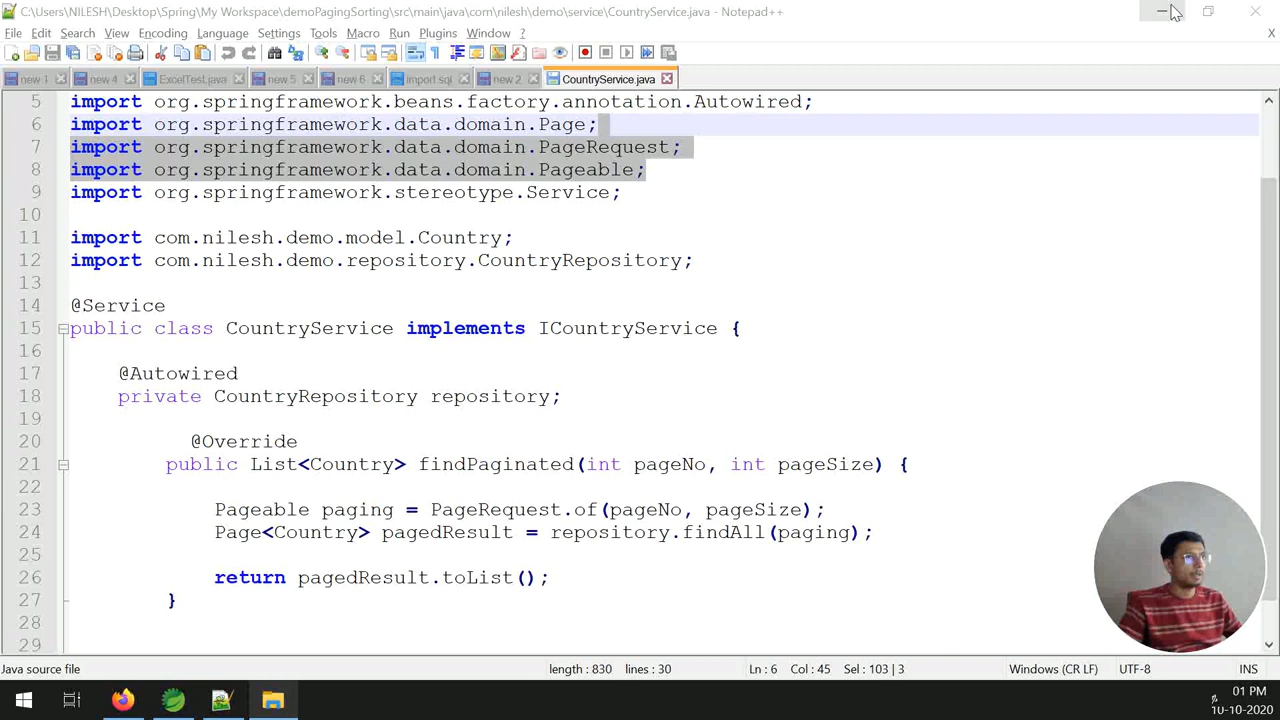 C:\Users\NILESH\Desktop\Spring\My Workspace\demoPagingSorting\src\main\java\com\nilesh\demo\service\CountryService.java - Notepad++
File Edit Search View Encoding Language Settings Tools Macro Run Plugins Window ? X
new 1 new 4 ExcelTest.java new 5 new 6 import.sql new 2 CountryService.java
5 import org.springframework.beans.factory.annotation.Autowired;
6 import org.springframework.data.domain.Page;
7 import org.springframework.data.domain.PageRequest;
8 import org.springframework.data.domain.Pageable;
9 import org.springframework.stereotype.Service;
10
11 import com.nilesh.demo.model.Country;
12 import com.nilesh.demo.repository.CountryRepository;
13
14 @Service
15 public class CountryService implements ICountryService {
16
17 @Autowired
18 private CountryRepository repository;
19
20 @Override
21 public List<Country> findPaginated(int pageNo, int pageSize) {
22
23 Pageable paging = PageRequest.of(pageNo, pageSize);
24 Page<Country> pagedResult = repository.findAll(paging);
25
26 return pagedResult.toList();
27 }
28
29
Java source file length : 830 lines : 30 Ln : 6 Col : 45 Sel : 103 | 3 Windows (CR LF) UTF-8 INS
01 PM
10-10-2020